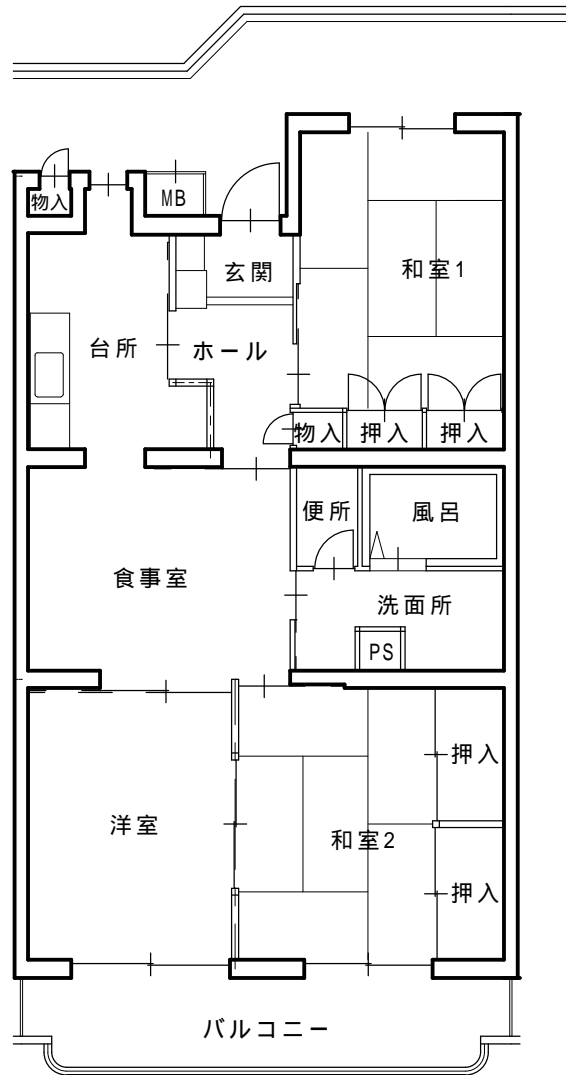 物入
MB
玄関
和室1
台所
ホール
物入
押入
押入
便所
風呂
食事室
洗面所
PS
押入
洋室
和室2
押入
バルコニー